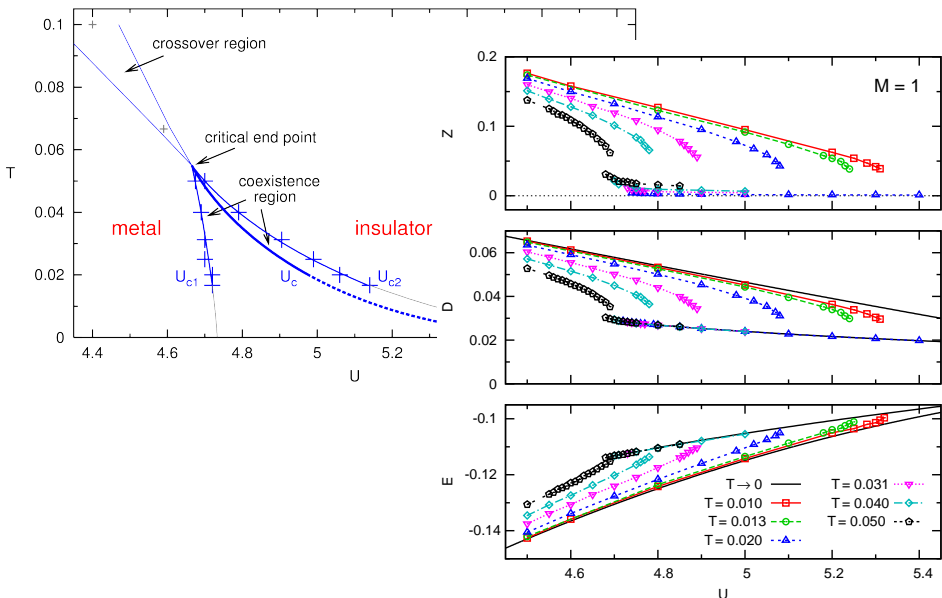 0.1
0.08
0.06
0.04
0.02
0
T
4.4
4.6
4.8
5
5.2
U
crossover region
critical end point
coexistence
region
metal
insulator
Uc1
Uc
Uc2
0.2
0.1
0
Z
M = 1
0.06
0.04
0.02
0
D
-0.1
-0.12
-0.14
E
T → 0
T = 0.010
T = 0.013
T = 0.020
T = 0.031
T = 0.040
T = 0.050
4.6
4.8
5
5.2
5.4
U